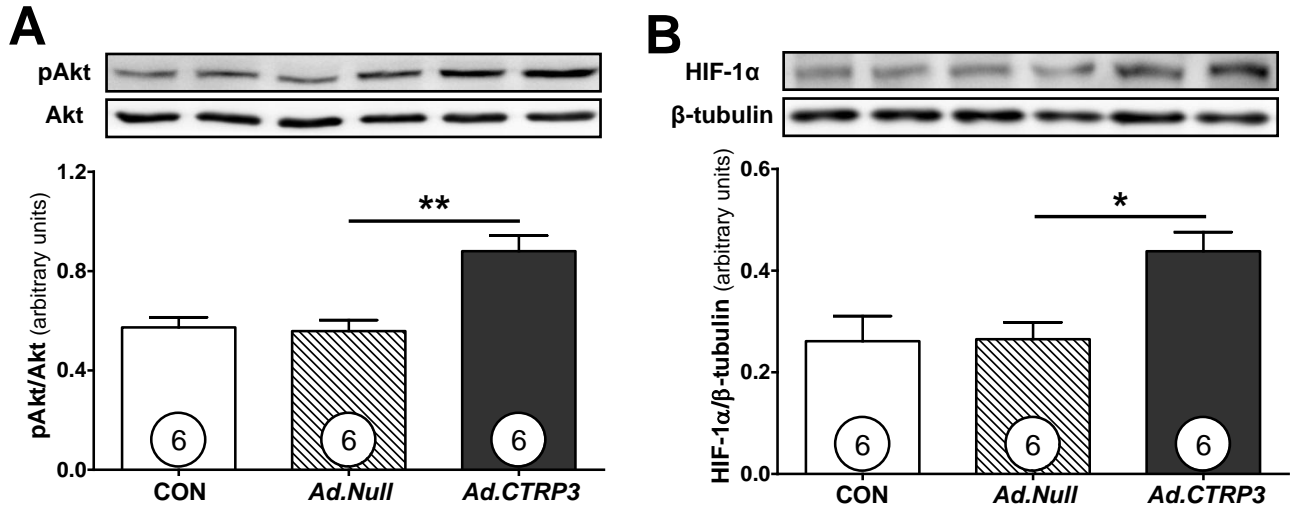 A
pAkt
Akt
pAkt/Akt (arbitrary units)
1.2
0.8
0.4
0.0
**
6
6
6
CON
Ad.Null
Ad.CTRP3
B
HIF-1α
β-tubulin
HIF-1α/β-tubulin (arbitrary units)
0.6
0.4
0.2
0.0
*
6
6
6
CON
Ad.Null
Ad.CTRP3